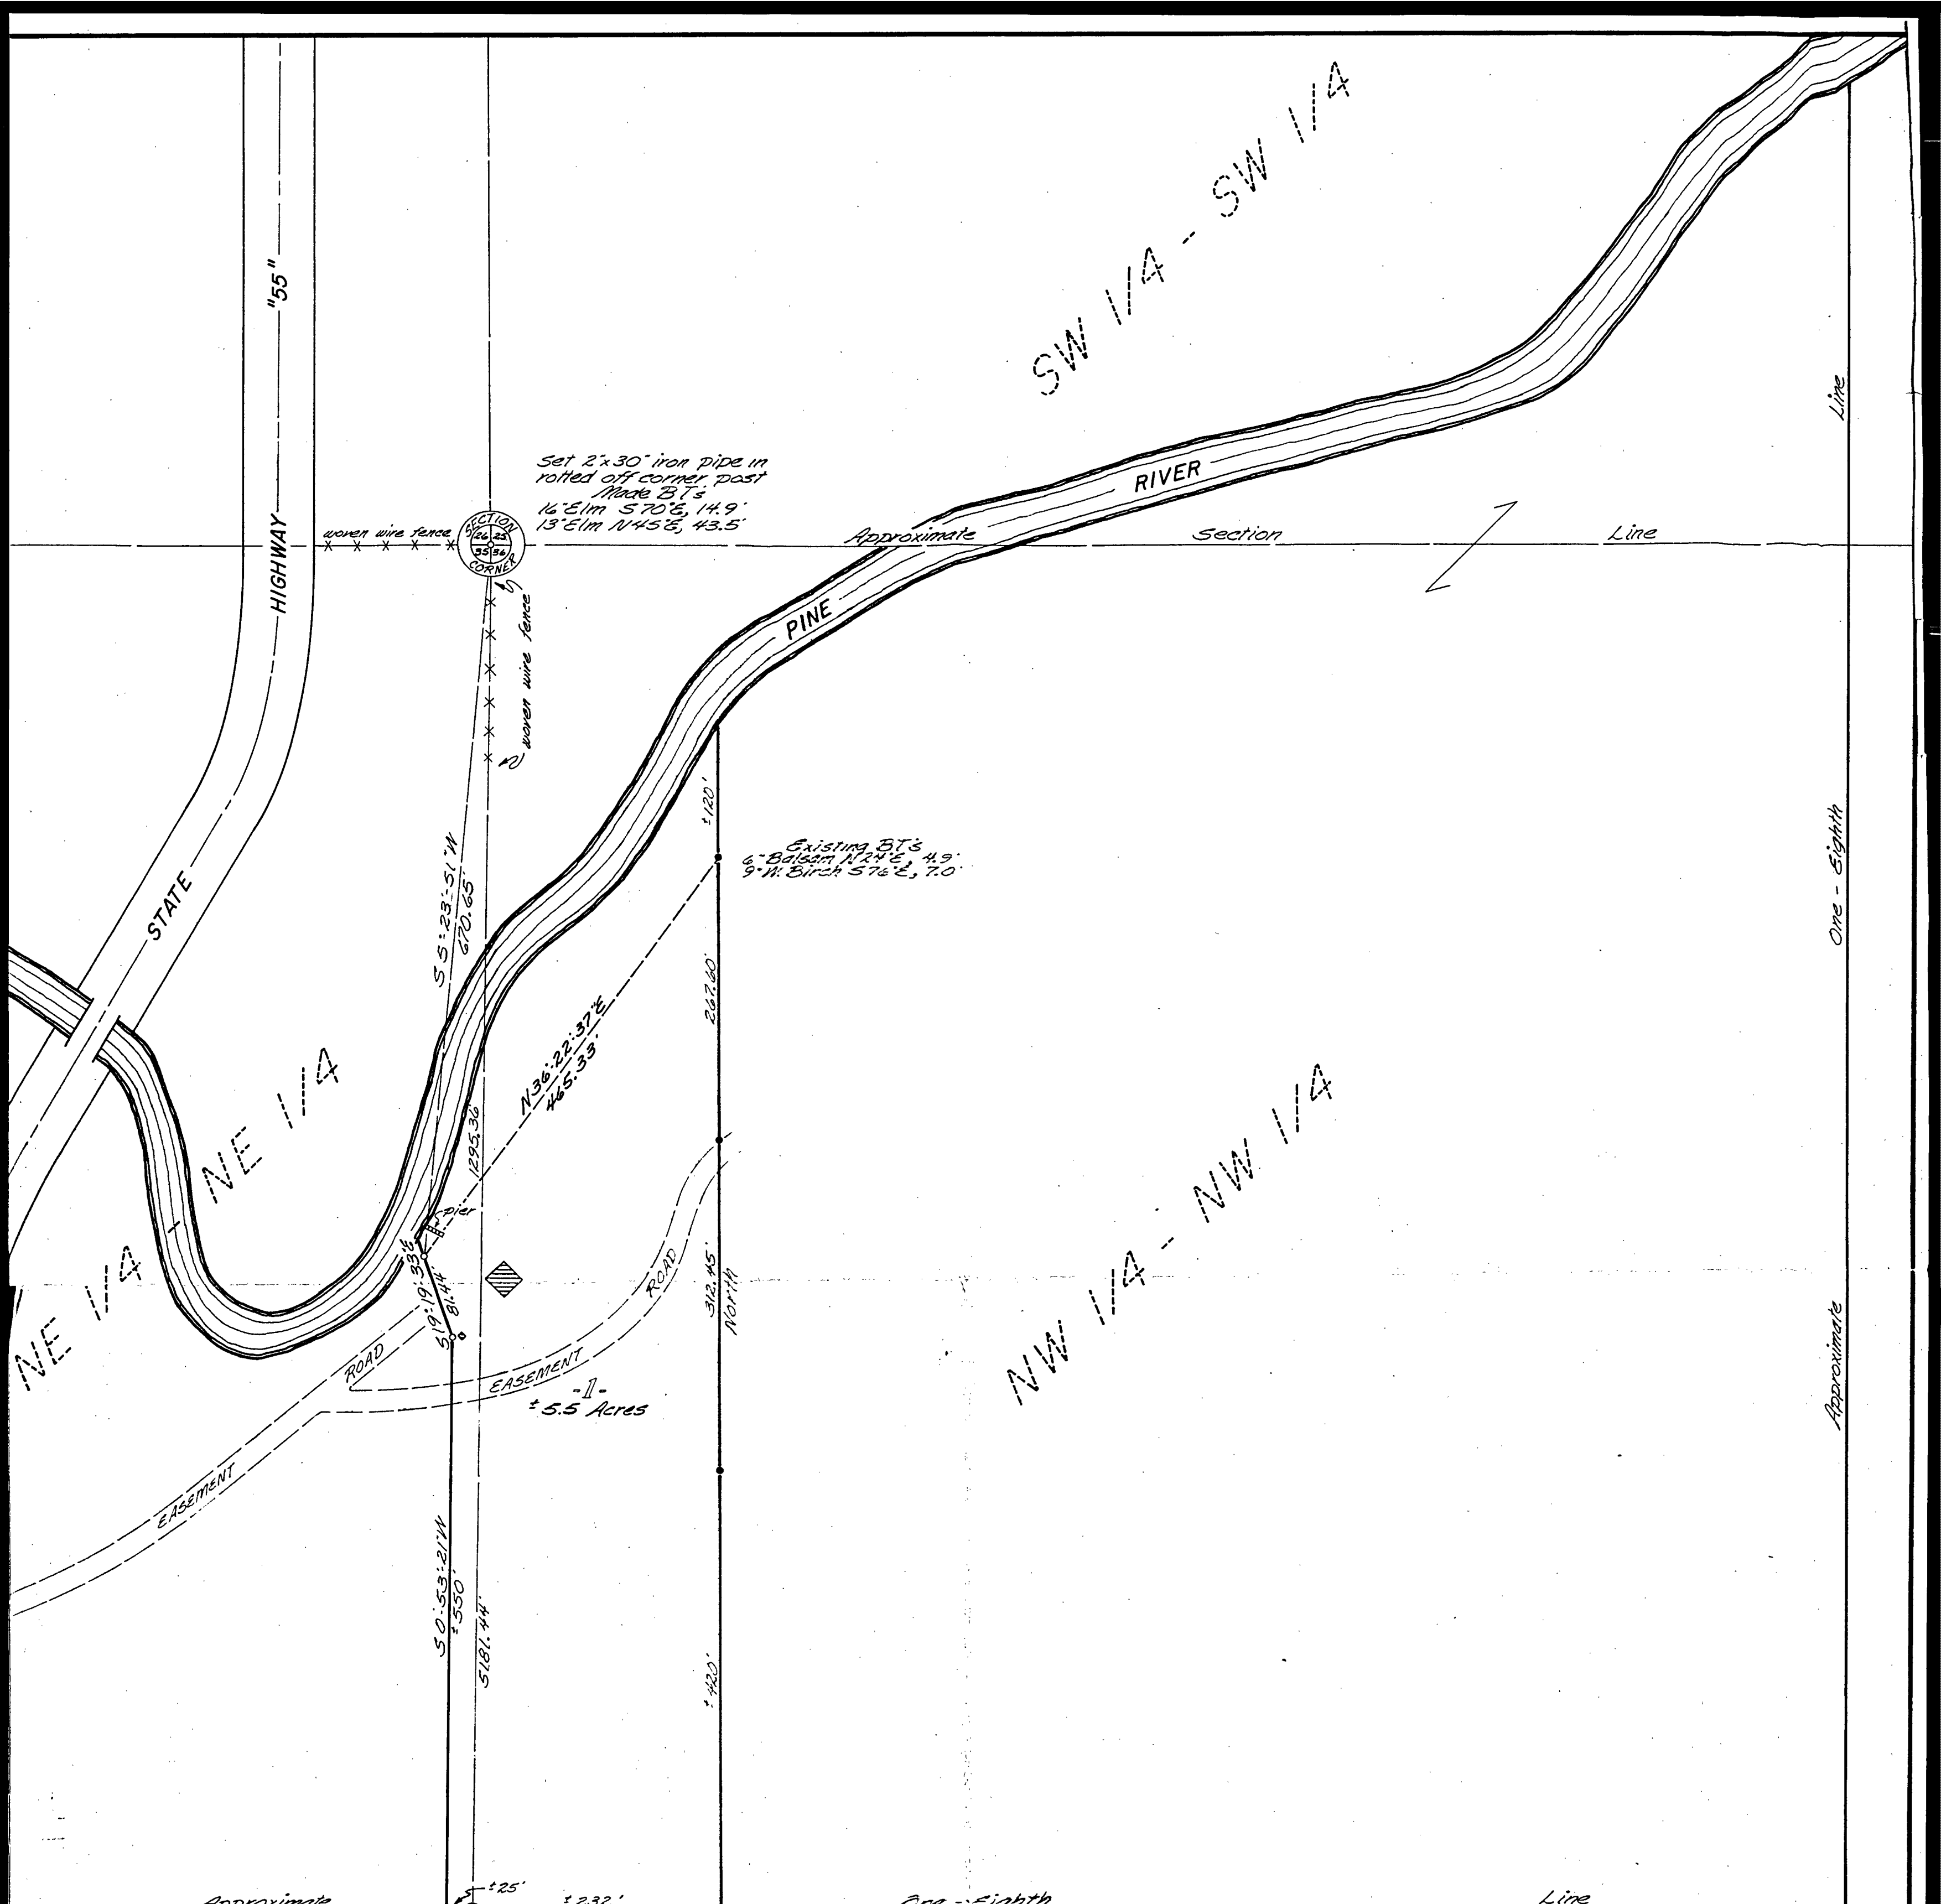 "55"
HIGHWAY
STATE
SW 1/4 - SW 1/4
Line
Set 2"x30" iron pipe in
rotted off corner post
Made BT's
16" Elm S70°E, 14.9'
13" Elm N45°E, 43.5'
woven wire fence
SECTION
26 25
35 36
CORNER
woven wire fence
PINE
RIVER
Approximate Section Line
±120'
Existing BT's
6" Balsam N24°E, 4.9'
9" W. Birch S76°E, 7.0'
One - Eighth
S 5°-23'-51" W
670.65'
267.60'
N36°-22'-37"E
465.33'
1295.36'
NE 1/4 - NE 1/4
pier
S19°-19'-33"E
81.44'
ROAD
312.45'
North
NW 1/4 - NW 1/4
Approximate
ROAD
EASEMENT
-1-
±5.5 Acres
EASEMENT
S 0°-53'-21" W
±550'
5181.44'
±420'
±25'
±232'
Approximate
One - Eighth
Line